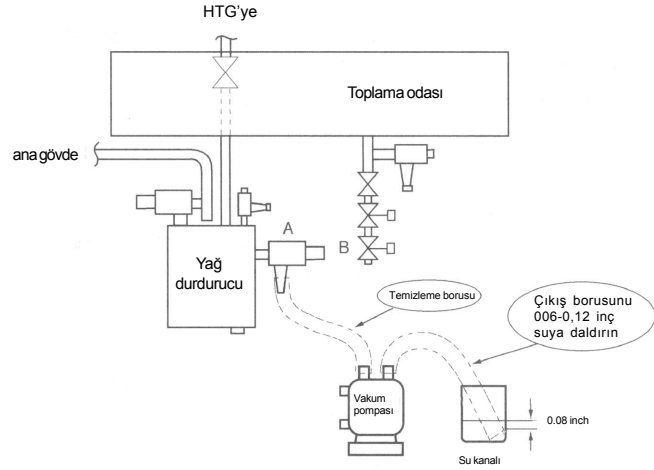 HTG'ye
Toplama odası
ana gövde
A
B
Yağ
durdurucu
Temizleme borusu
Çıkış borusunu
006-0,12 inç
suya daldırın
Vakum
pompası
0.08 inch
Su kanalı